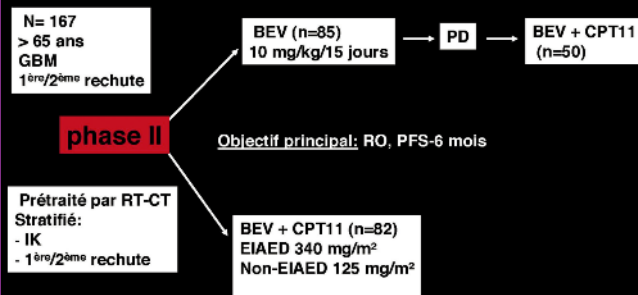 N= 167
> 65 ans
GBM
1ère/2ème rechute
BEV (n=85)
10 mg/kg/15 jours
PD
BEV + CPT11
(n=50)
phase II
Objectif principal: RO, PFS-6 mois
Prétraité par RT-CT
Stratifié:
- IK
- 1ère/2ème rechute
BEV + CPT11 (n=82)
EIAED 340 mg/m²
Non-EIAED 125 mg/m²